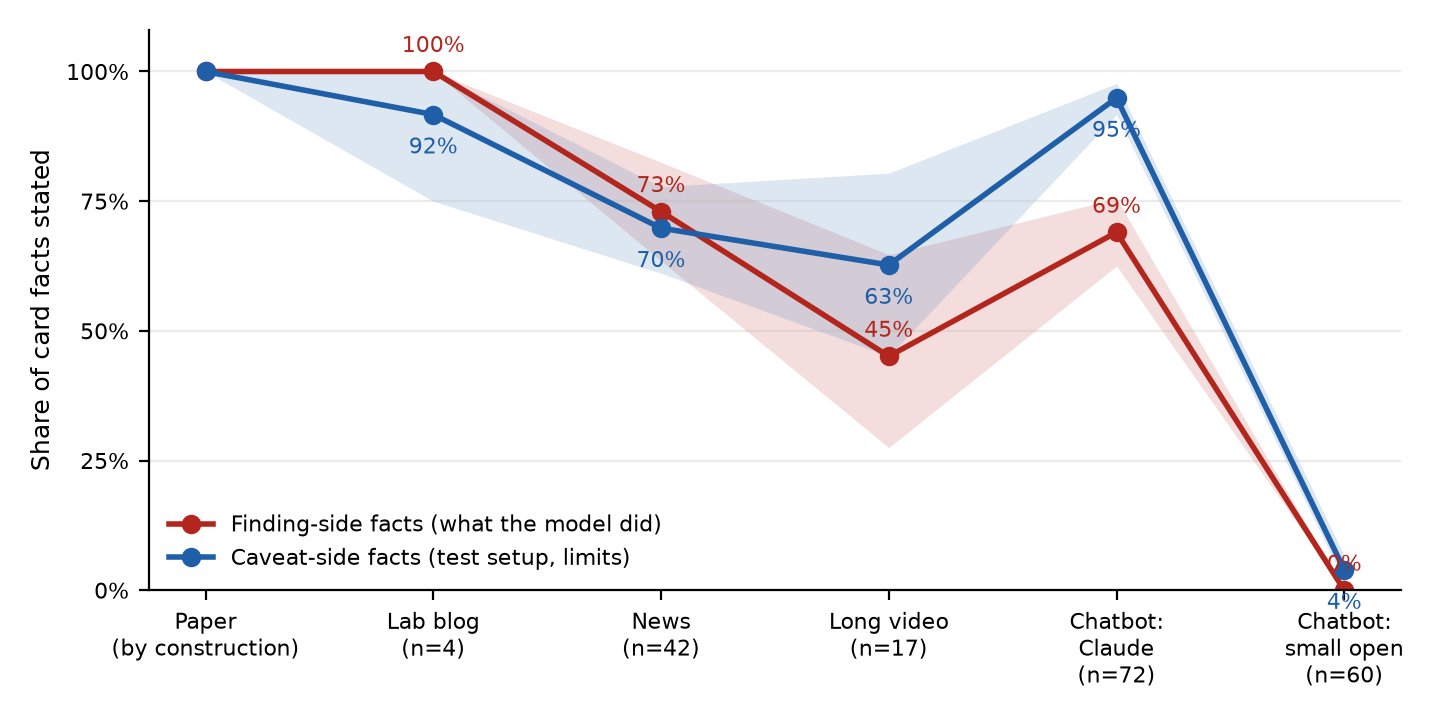 Share of card facts stated
100%
75%
50%
25%
0%
100%
92%
73%
70%
63%
45%
95%
69%
0%
4%
Finding-side facts (what the model did)
Caveat-side facts (test setup, limits)
Paper
(by construction)
Lab blog
(n=4)
News
(n=42)
Long video
(n=17)
Chatbot:
Claude
(n=72)
Chatbot:
small open
(n=60)